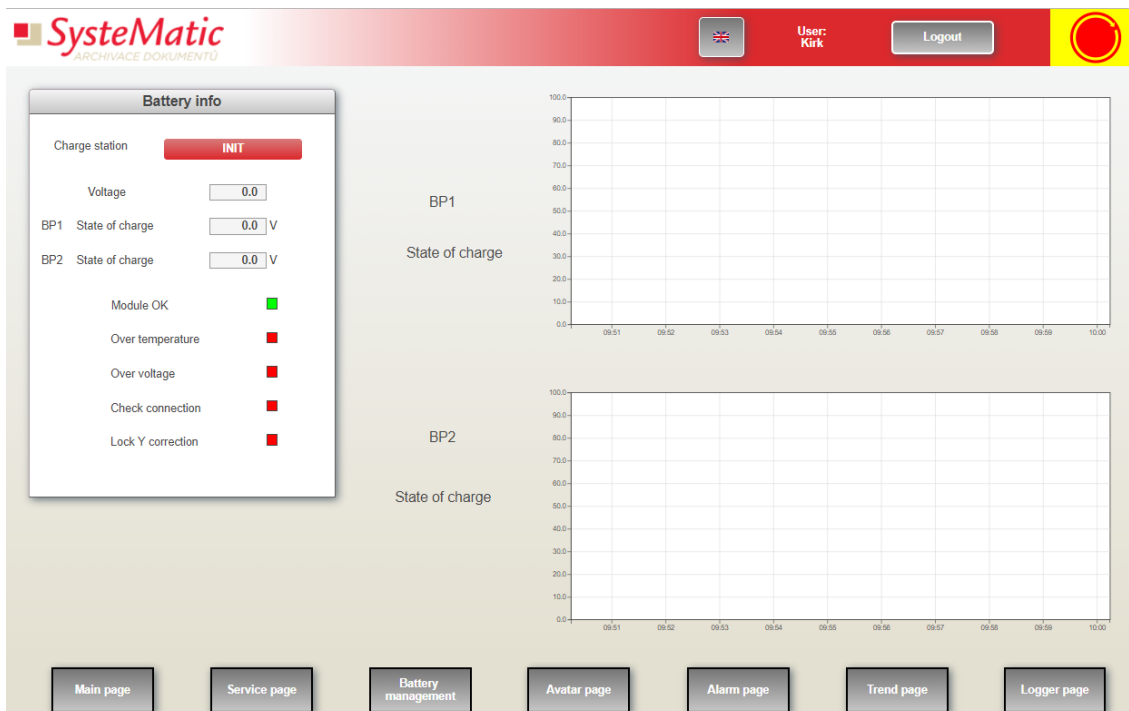 SysteMatic
ARCHIVACE DOKUMENTŮ
User:
Kirk
Logout
Battery info
Charge station INIT
Voltage 0.0
BP1 State of charge 0.0 V
BP2 State of charge 0.0 V
Module OK
Over temperature
Over voltage
Check connection
Lock Y correction
BP1
State of charge
100.0
90.0
80.0
70.0
60.0
50.0
40.0
30.0
20.0
10.0
0.0
09:51 09:52 09:53 09:54 09:55 09:56 09:57 09:58 09:59 10:00
BP2
State of charge
100.0
90.0
80.0
70.0
60.0
50.0
40.0
30.0
20.0
10.0
0.0
09:51 09:52 09:53 09:54 09:55 09:56 09:57 09:58 09:59 10:00
Main page
Service page
Battery
management
Avatar page
Alarm page
Trend page
Logger page